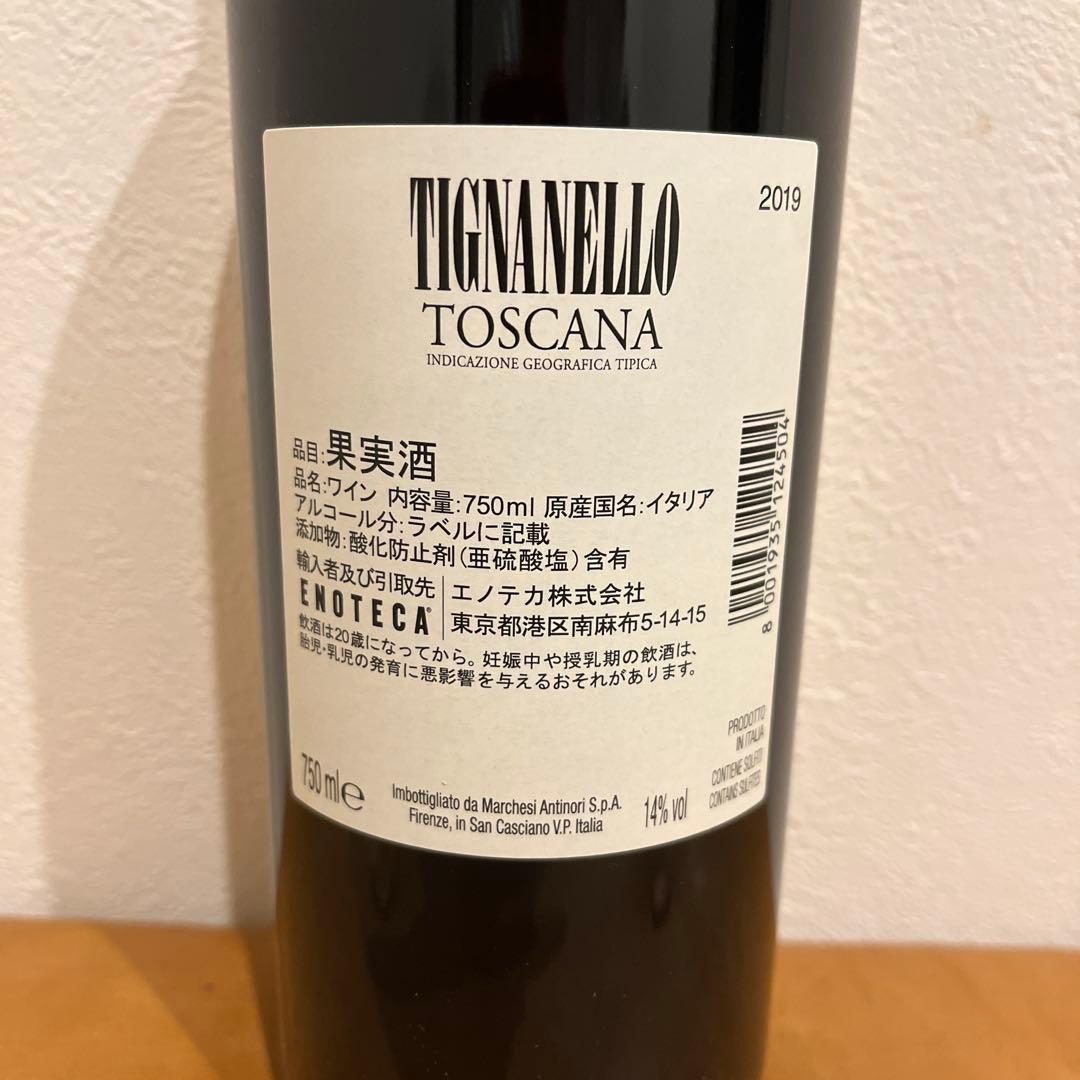 TIGNANELLO
2019
TOSCANA
INDICAZIONE GEOGRAFICA TIPICA
品目:果実酒
品名:ワイン 内容量:750ml 原産国名:イタリア
アルコール分:ラベルに記載
添加物:酸化防止剤(亜硫酸塩)含有
輸入者及び引取先
ENOTECA®
エノテカ株式会社
東京都港区南麻布5-14-15
飲酒は20歳になってから。妊娠中や授乳期の飲酒は、
胎児・乳児の発育に悪影響を与えるおそれがあります。
8 001935 124504
PRODOTTO
IN ITALIA
CONTIENE SOLFITI
CONTAINS SULFITES
750 ml e
Imbottigliato da Marchesi Antinori S.p.A.
Firenze, in San Casciano V.P. Italia
14% vol